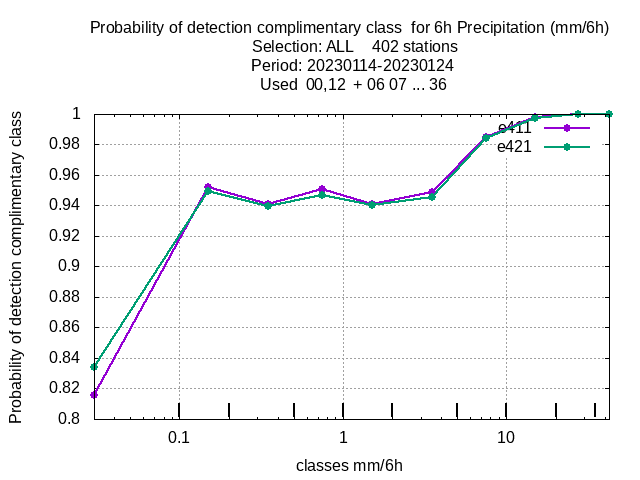 Probability of detection complimentary class  for 6h Precipitation (mm/6h)
Selection: ALL    402 stations
Period: 20230114-20230124
Used  00,12  + 06 07 ... 36
Probability of detection complimentary class
1
0.98
0.96
0.94
0.92
0.9
0.88
0.86
0.84
0.82
0.8
e411
e421
0.1
1
10
classes mm/6h